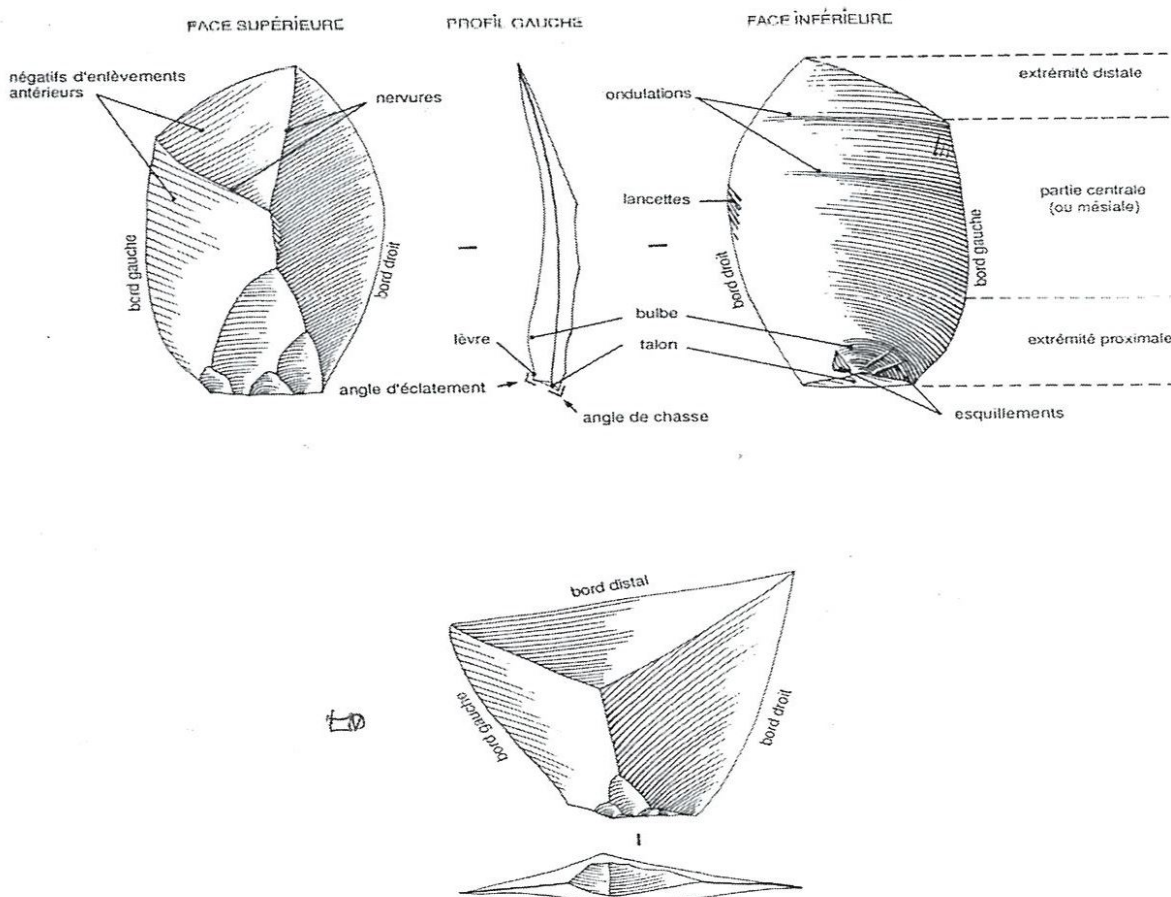 FACE SUPÉRIEURE
PROFIL GAUCHE
FACE INFÉRIEURE
négatifs d'enlèvements
antérieurs
nervures
ondulations
extrémité distale
lancettes
partie centrale
(ou mésiale)
bord gauche
bord droit
bord droit
bord gauche
bulbe
lèvre
talon
extrémité proximale
angle d'éclatement
angle de chasse
esquillements
bord distal
bord gauche
bord droit